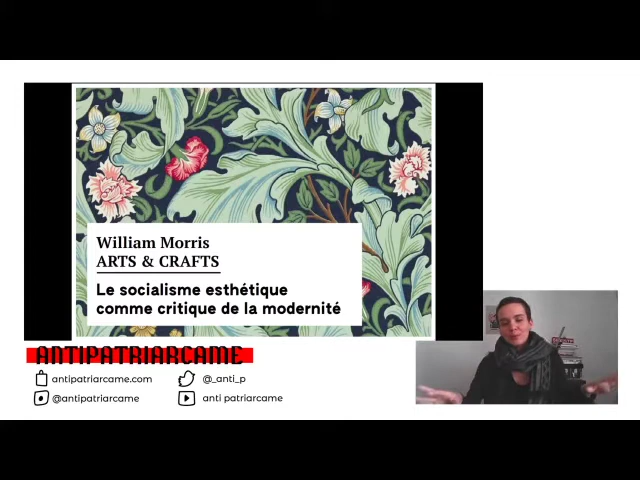 William Morris
ARTS & CRAFTS
Le socialisme esthétique
comme critique de la modernité
ANTIPATRIARCAME
antipatriarcame.com
@_anti_p
@antipatriarcame
anti patriarcame